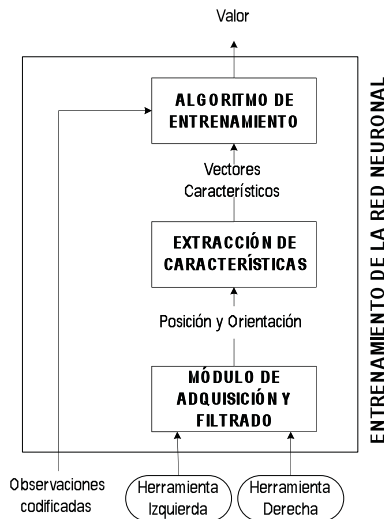 Valor
ALGORITMO DE
ENTRENAMIENTO
Vectores
Característicos
EXTRACCIÓN DE
CARACTERÍSTICAS
Posición y Orientación
MÓDULO DE
ADQUISICIÓN Y
FILTRADO
Observaciones
codificadas
Herramienta
Izquierda
Herramienta
Derecha
ENTRENAMIENTO DE LA RED NEURONAL